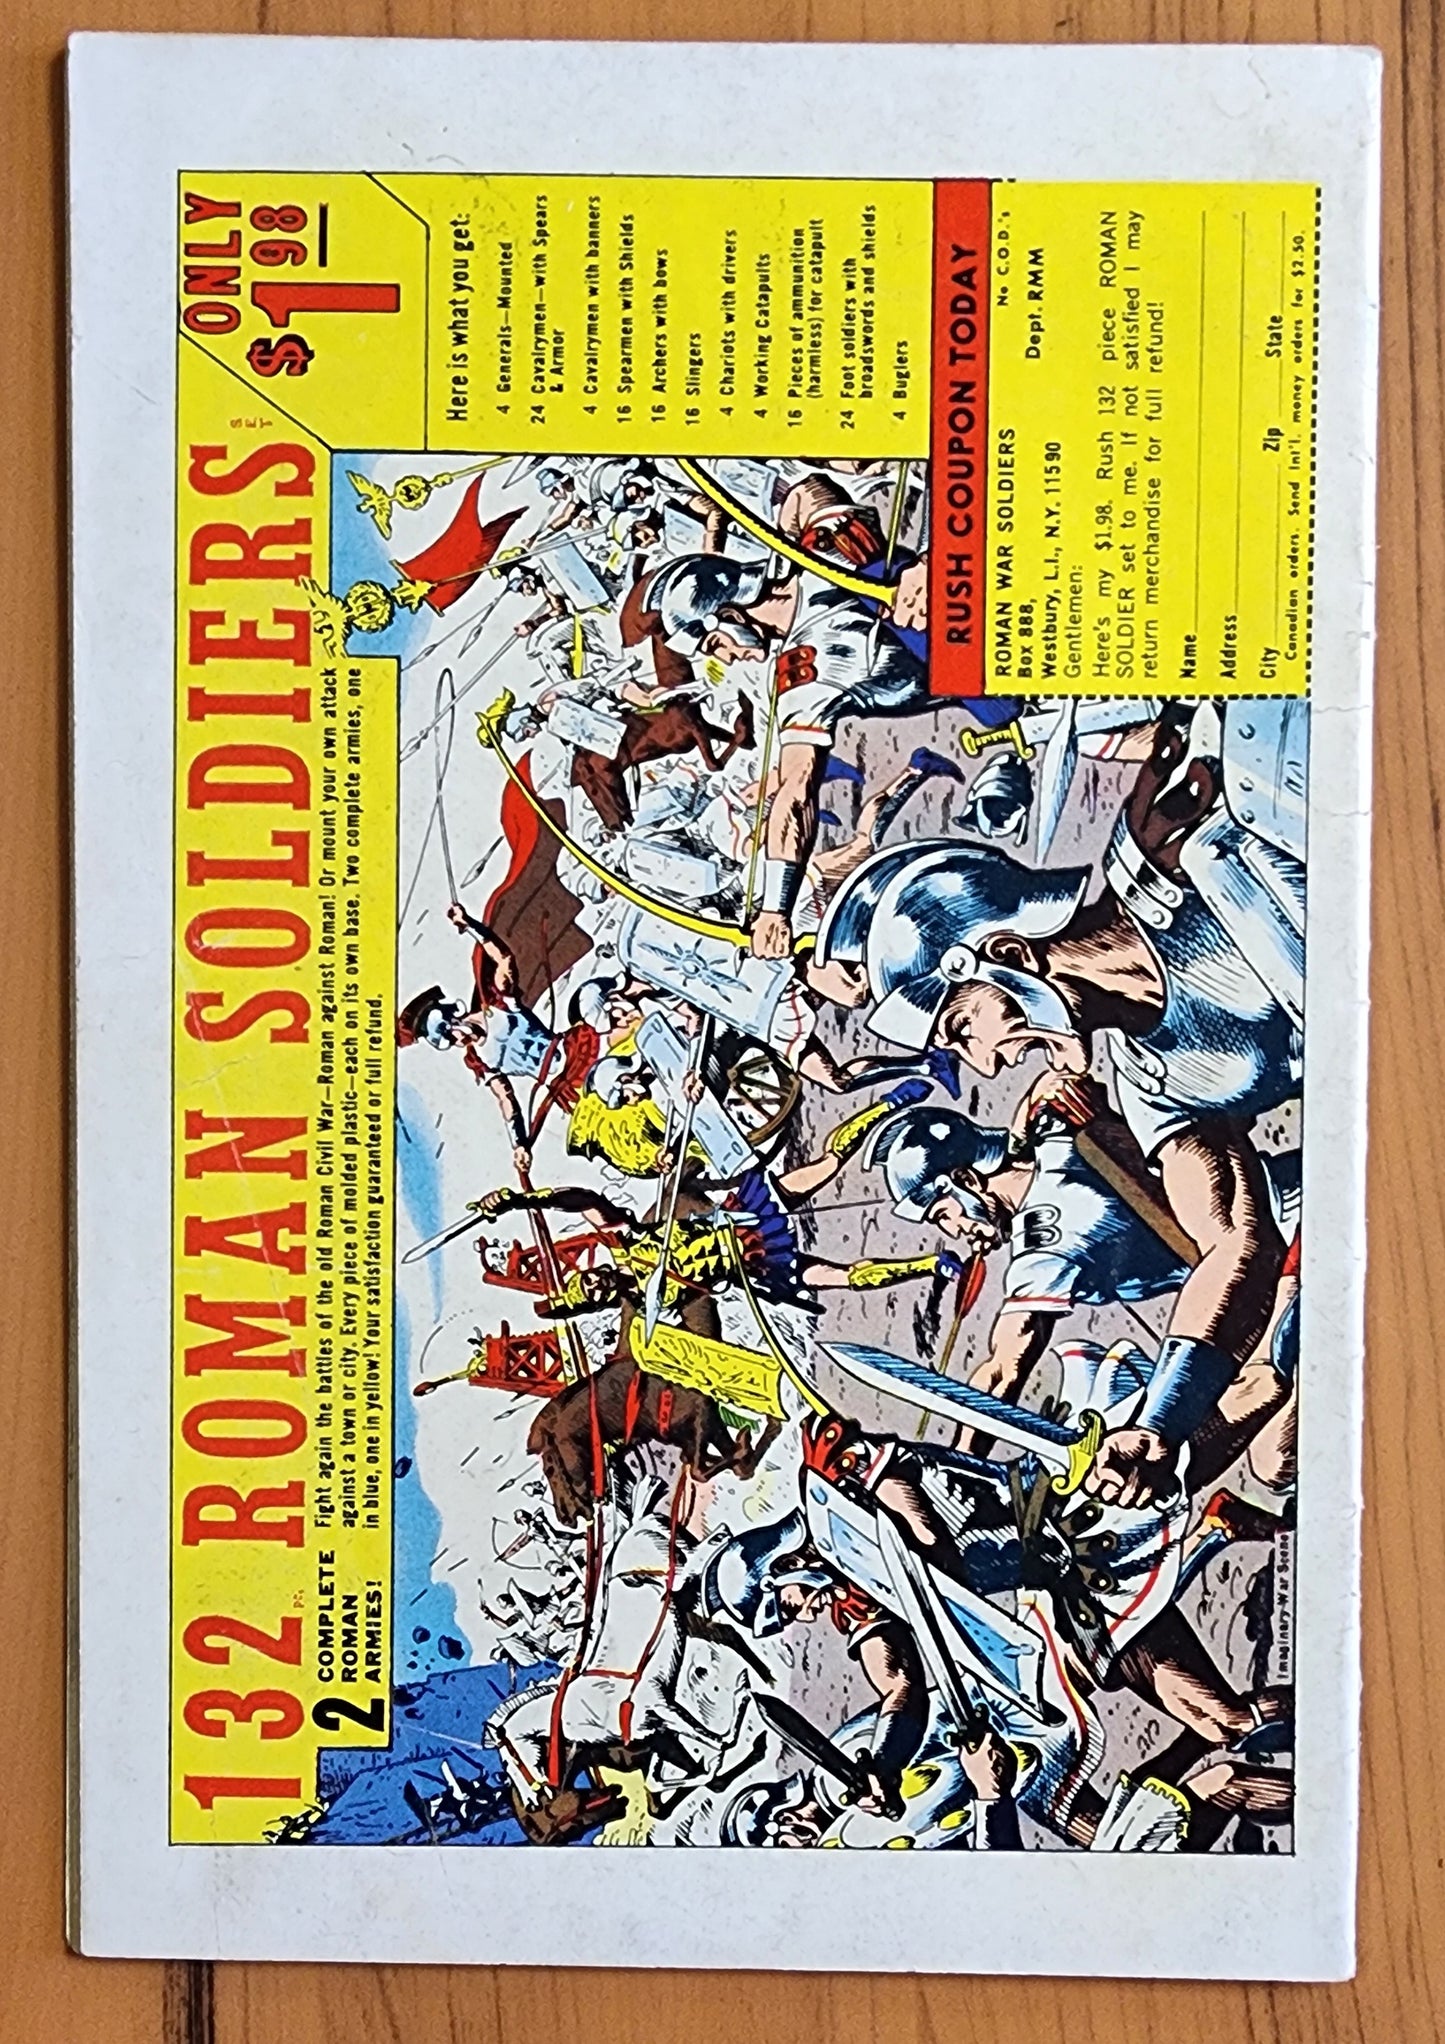 132 PC. ROMAN SOLDIERS SET
ONLY
$1 98
2 COMPLETE
ROMAN
ARMIES!
Fight again the battles of the old Roman Civil War—Roman against Roman! Or mount your own attack
against a town or city. Every piece of molded plastic—each on its own base. Two complete armies, one
in blue, one in yellow! Your satisfaction guaranteed or full refund.
Here is what you get:
4 Generals—Mounted
24 Cavalrymen—with Spears
& Armor
4 Cavalrymen with banners
16 Spearmen with Shields
16 Archers with bows
16 Slingers
4 Chariots with drivers
4 Working Catapults
16 Pieces of ammunition
(harmless) for catapult
24 Foot soldiers with
broadswords and shields
4 Buglers
RUSH COUPON TODAY
ROMAN WAR SOLDIERS No C.O.D.'s
Box 888, Dept. RMM
Westbury, L.I., N.Y. 11590
Gentlemen:
Here's my $1.98. Rush 132 piece ROMAN
SOLDIER set to me. If not satisfied I may
return merchandise for full refund!
Name
Address
City Zip State
Canadian orders. Send Int'l. money orders for $2.50.
Imaginary War Scene